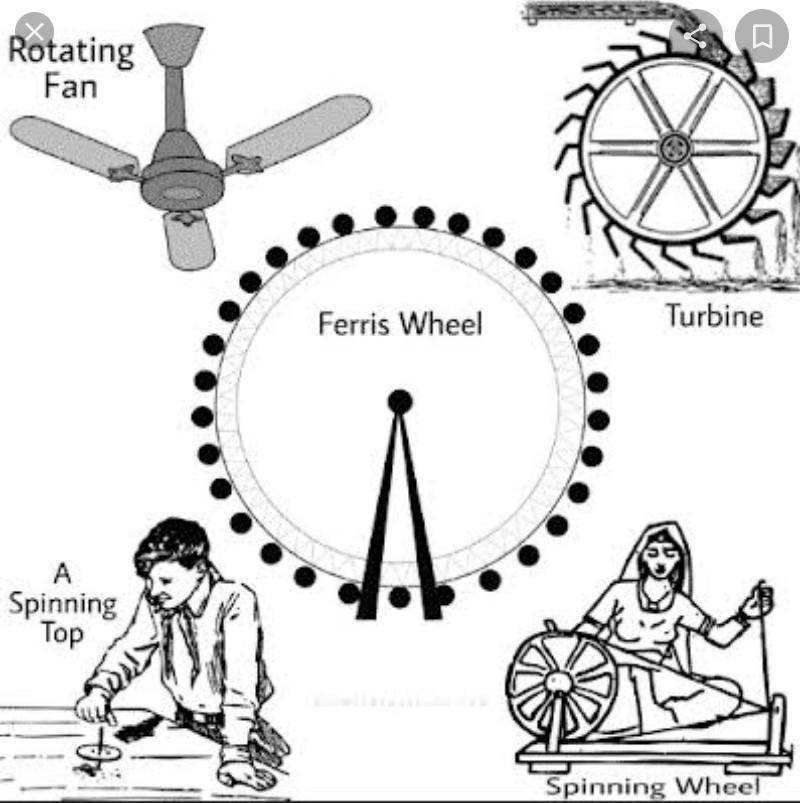 Rotating
Fan
Turbine
Ferris Wheel
A
Spinning
Top
Spinning Wheel